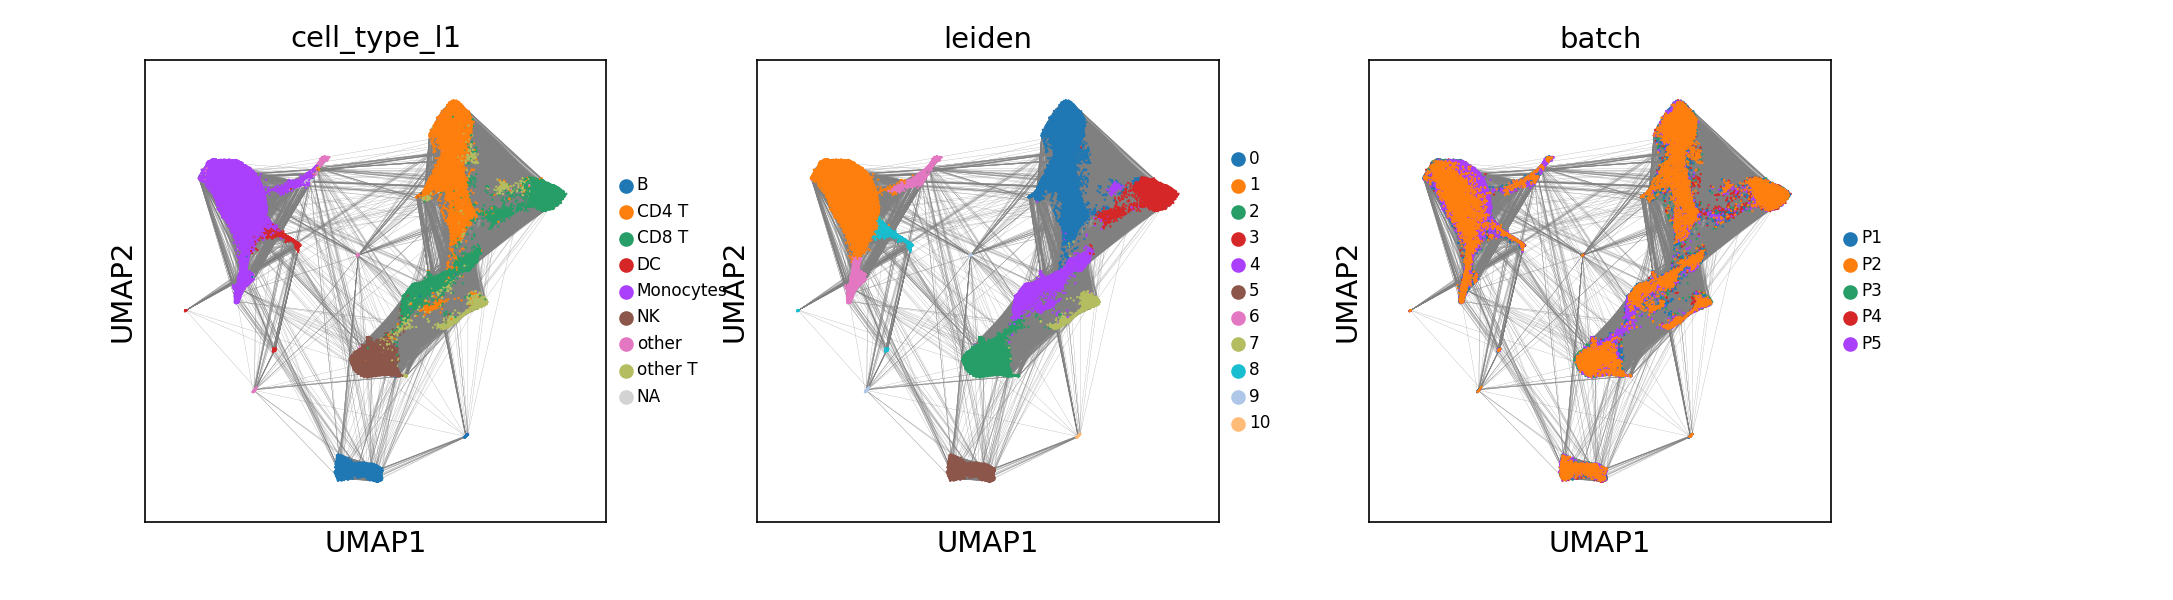 cell_type_l1
UMAP2
UMAP1
B
CD4 T
CD8 T
DC
Monocytes
NK
other
other T
NA
leiden
UMAP2
UMAP1
0
1
2
3
4
5
6
7
8
9
10
batch
UMAP2
UMAP1
P1
P2
P3
P4
P5